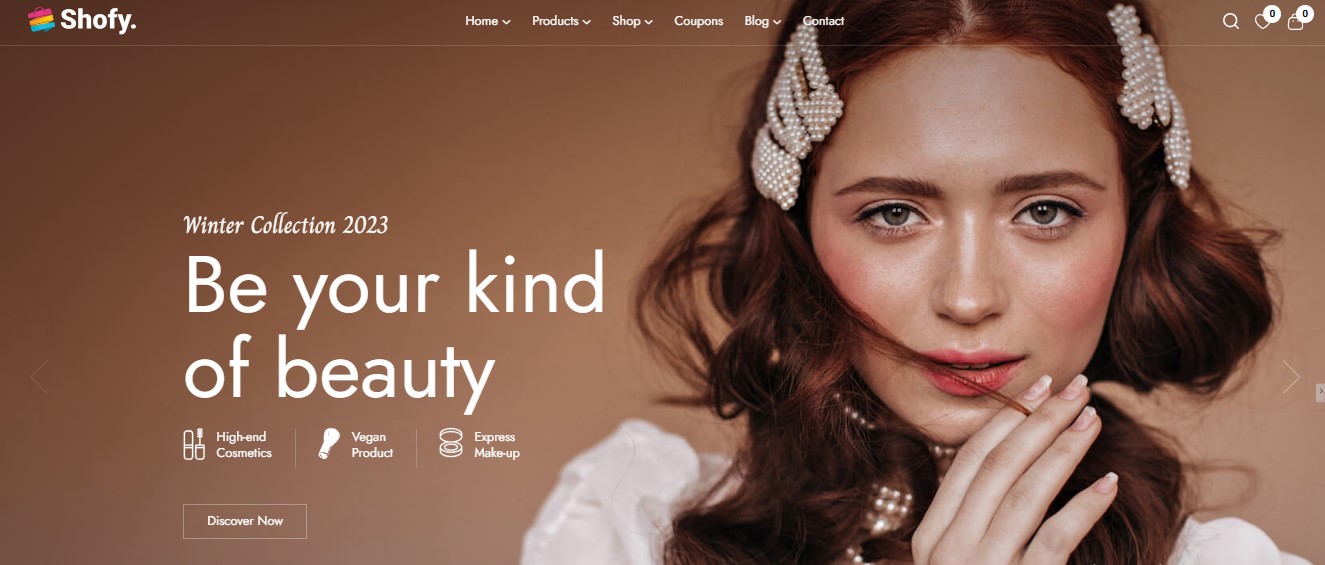 Shofy.
Home Products Shop Coupons Blog Contact
0 0
Winter Collection 2023
Be your kind
of beauty
High-end
Cosmetics
Vegan
Product
Express
Make-up
Discover Now